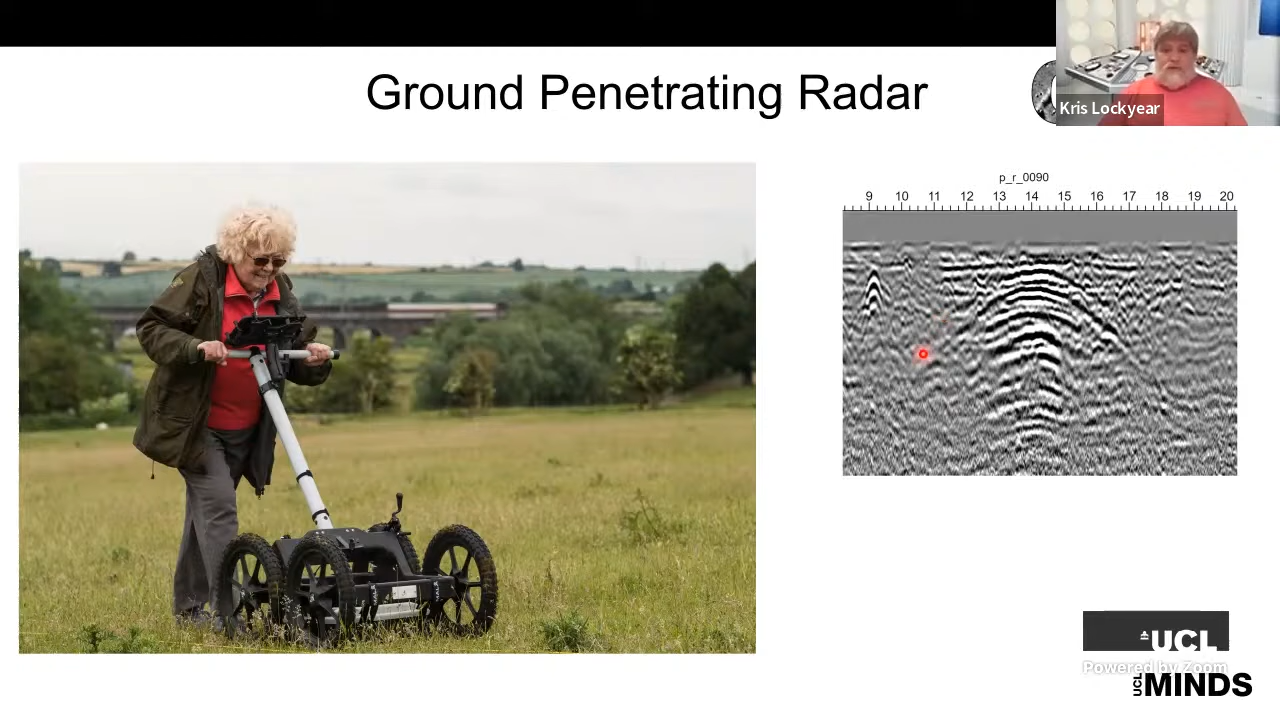 Ground Penetrating Radar
Kris Lockyear
p_r_0090
9 10 11 12 13 14 15 16 17 18 19 20
UCL
Powered by Zoom
UCL MINDS